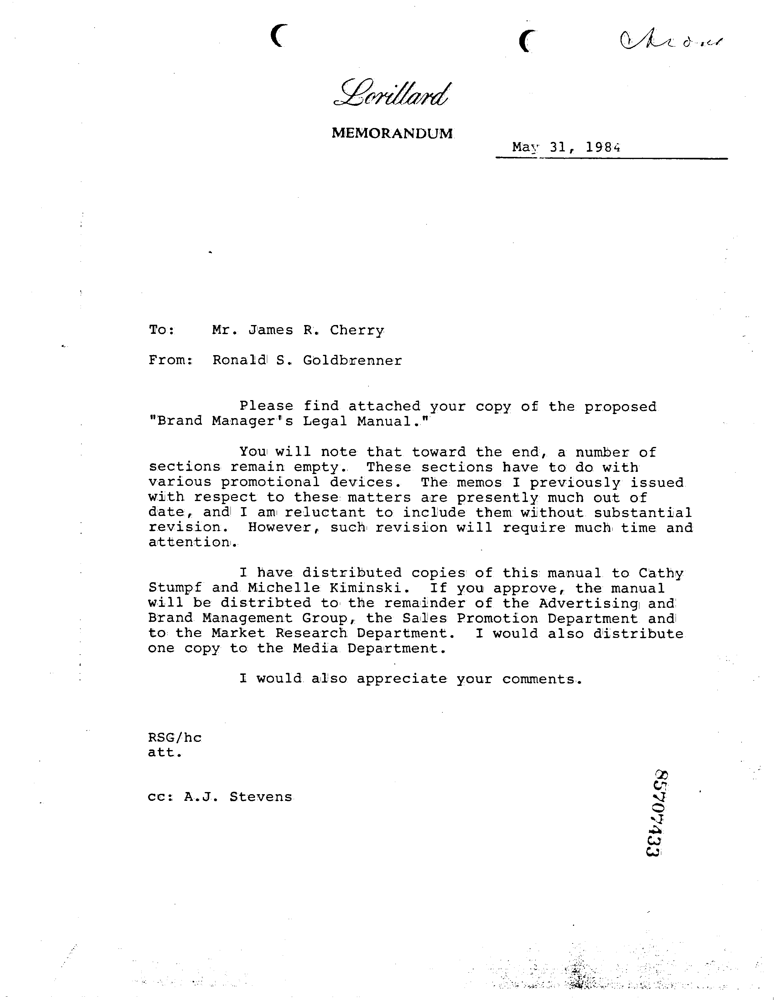 Lorillard
MEMORANDUM
May 31, 1984
To: Mr. James R. Cherry
From: Ronald S. Goldbrenner
Please find attached your copy of the proposed
"Brand Manager's Legal Manual."
You will note that toward the end, a number of
sections remain empty. These sections have to do with
various promotional devices. The memos I previously issued
with respect to these matters are presently much out of
date, and I am reluctant to include them without substantial
revision. However, such revision will require much time and
attention.
I have distributed copies of this manual to Cathy
Stumpf and Michelle Kiminski. If you approve, the manual
will be distribted to the remainder of the Advertising and
Brand Management Group, the Sales Promotion Department and
to the Market Research Department. I would also distribute
one copy to the Media Department.
I would also appreciate your comments.
RSG/hc
att.
cc: A.J. Stevens
85707433